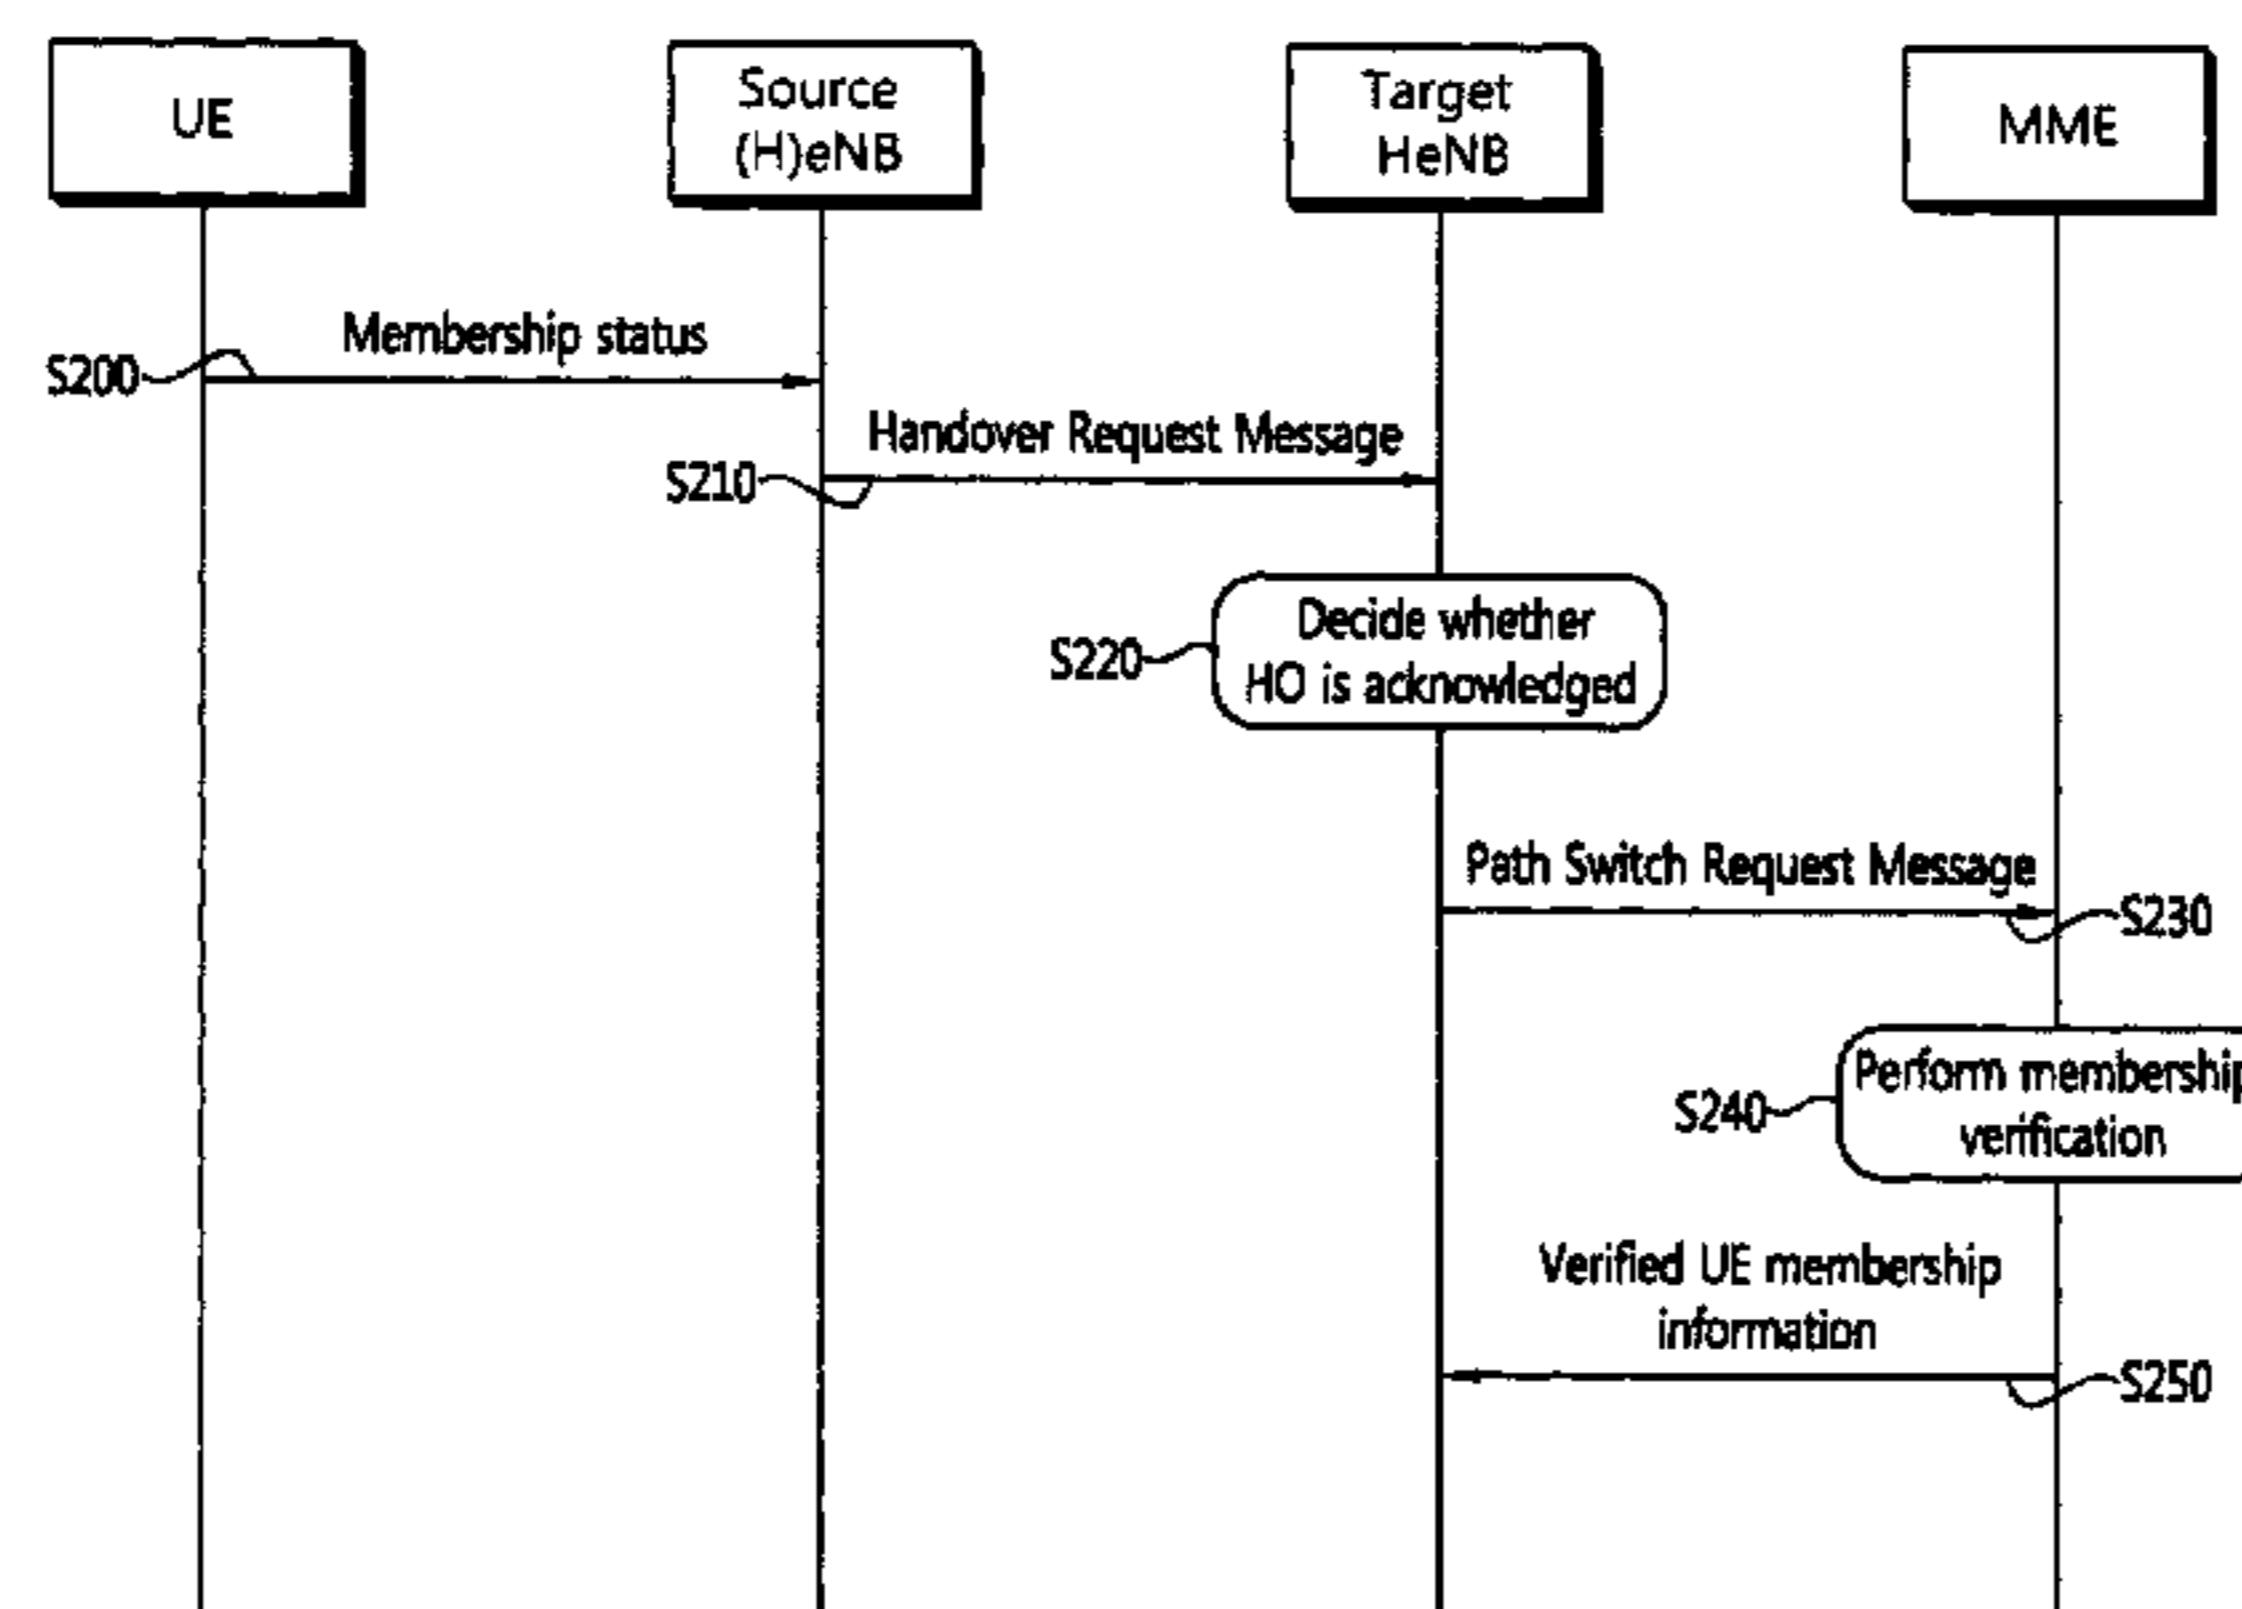 UE
Source
(H)eNB
Target
HeNB
MME
Membership status
S200
Handover Request Message
S210
Decide whether
HO is acknowledged
S220
Path Switch Request Message
S230
Perform membership
verification
S240
Verified UE membership
information
S250